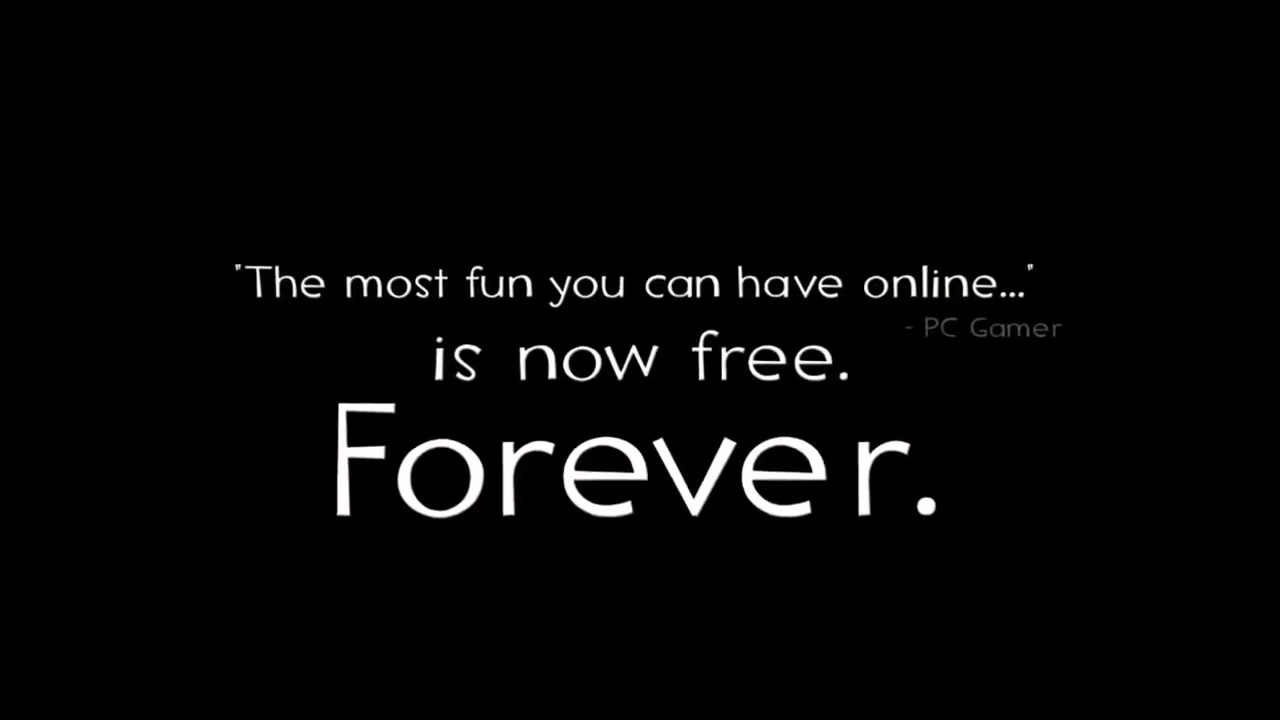 "The most fun you can have online..."
- PC Gamer
is now free.
Forever.